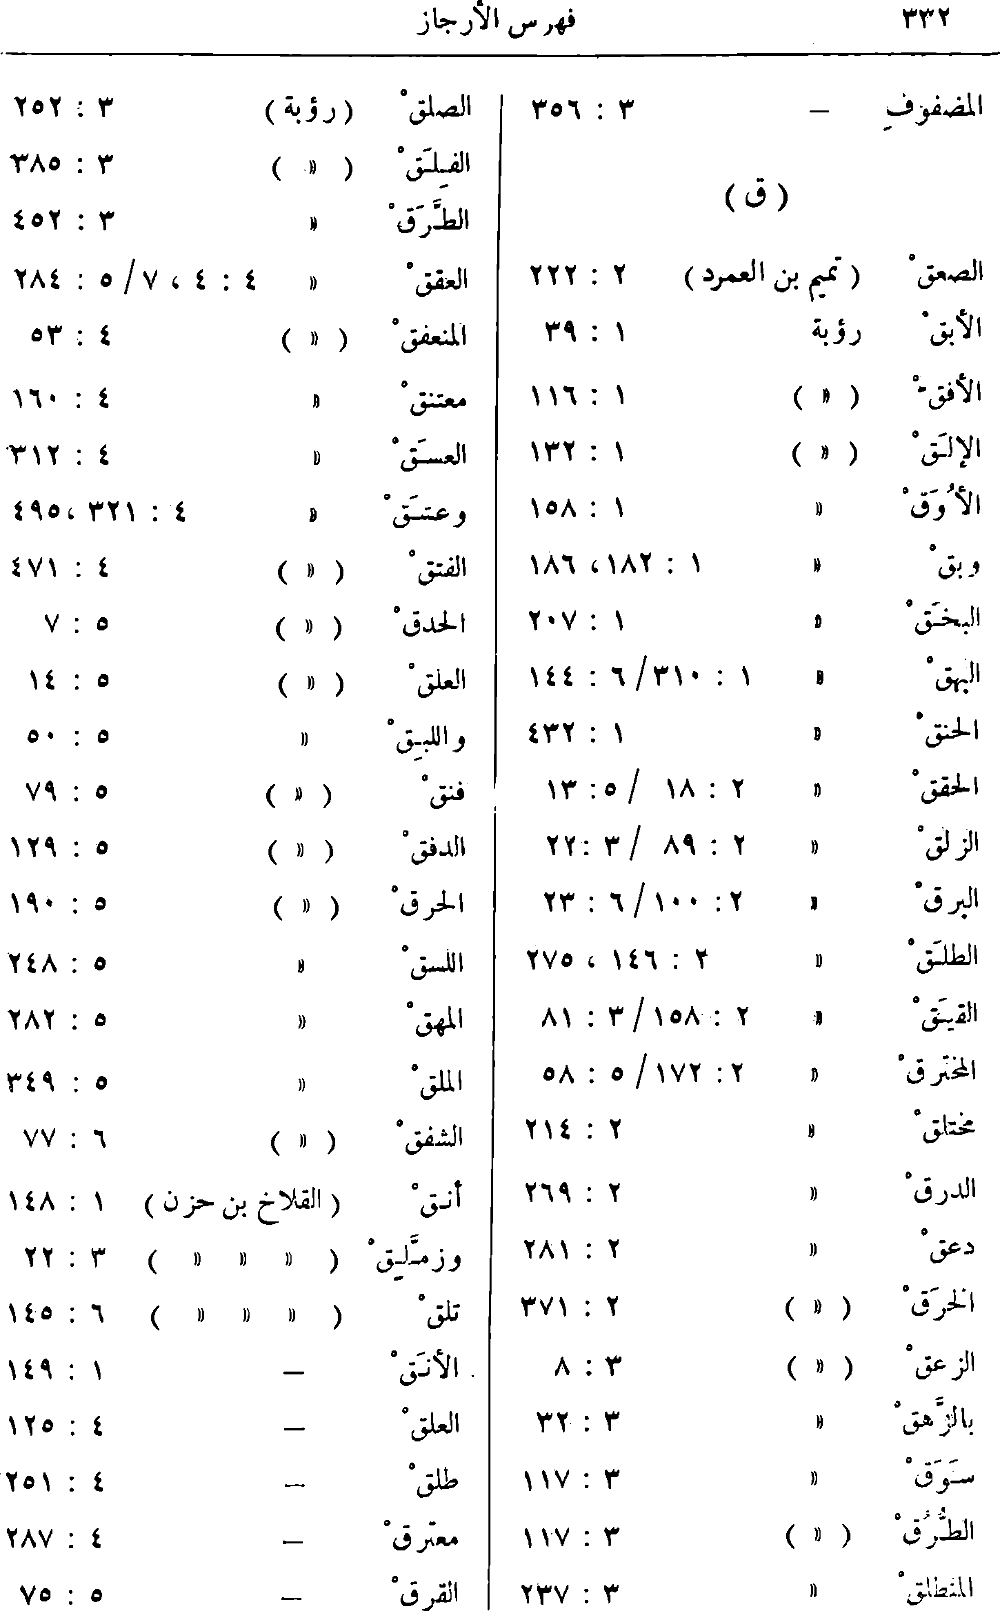 ٣٣٢ فهرس الأرجاز
المضفوفِ — ٣ : ٣٥٦
( ق )
الصعقْ ( تميم بن العمرد ) ٢ : ٢٢٢
الأبقْ رؤبة ١ : ٣٩
الأفقْ ( » ) ١ : ١١٦
الإلَقْ ( » ) ١ : ١٣٢
الأُوَقْ » ١ : ١٥٨
وبقْ » ١ : ١٨٢، ١٨٦
البخَقْ » ١ : ٢٠٧
البهقْ » ١ : ٣١٠/ ٦ : ١٤٤
الحنقْ » ١ : ٤٣٢
الحققْ » ٢ : ١٨ / ٥: ١٣
الزلقْ » ٢ : ٨٩ / ٣ :٢٢
البرقْ » ٢: ١٠٠/ ٦ : ٢٣
الطلَقْ » ٢ : ١٤٦ ، ٢٧٥
القيَقْ » ٢ : ١٥٨/ ٣ : ٨١
المخترقْ » ٢: ١٧٢/ ٥ : ٥٨
مختلقْ » ٢ : ٢١٤
الدرقْ » ٢ : ٢٦٩
دعقْ » ٢ : ٢٨١
الخرَقْ ( » ) ٢ : ٣٧١
الزعقْ ( » ) ٣ : ٨
بالزَّهقْ » ٣ : ٣٢
سَوَقْ » ٣ : ١١٧
الطُّرُقْ ( » ) ٣ : ١١٧
المنطلقْ » ٣ : ٢٣٧
الصلقْ ( رؤبة ) ٣ : ٢٥٢
الفِلَقْ ( » ) ٣ : ٣٨٥
الطَّرَقْ » ٣ : ٤٥٢
العققْ » ٤ : ٤ ، ٧/ ٥ : ٢٨٤
المنعفقْ ( » ) ٤ : ٥٣
معتنقْ » ٤ : ١٦٠
العسَقْ » ٤ : ٣١٢
وعتَقْ » ٤ : ٣٢١ ،٤٩٥
الفتقْ ( » ) ٤ : ٤٧١
الحدقْ ( » ) ٥ : ٧
العلقْ ( » ) ٥ : ١٤
واللبِقْ » ٥ : ٥٠
فنقْ ( » ) ٥ : ٧٩
الدفقْ ( » ) ٥ : ١٢٩
الحرقْ ( » ) ٥ : ١٩٠
اللسقْ » ٥ : ٢٤٨
المهقْ » ٥ : ٢٨٢
الملقْ » ٥ : ٣٤٩
الشفقْ ( » ) ٦ : ٧٧
أنقْ ( القلاخ بن حزن ) ١ : ١٤٨
وزمَّلِقْ ( » » » ) ٣ : ٢٢
تلقْ ( » » » ) ٦ : ١٤٥
الأنَقْ — ١ : ١٤٩
العلقْ — ٤ : ١٢٥
طلقْ — ٤ : ٢٥١
معترقْ — ٤ : ٢٨٧
القرقْ — ٥ : ٧٥